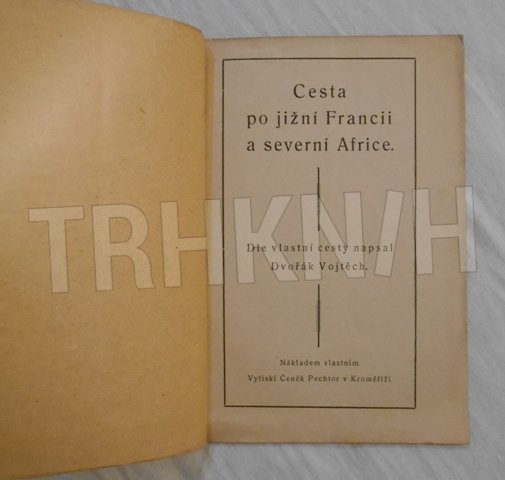 Cesta
po jižní Francii
a severní Africe.
TRHKNIH
Dle vlastní cesty napsal
Dvořák Vojtěch.
Nákladem vlastním.
Vytiskl Čeněk Pechtor v Kroměříži.